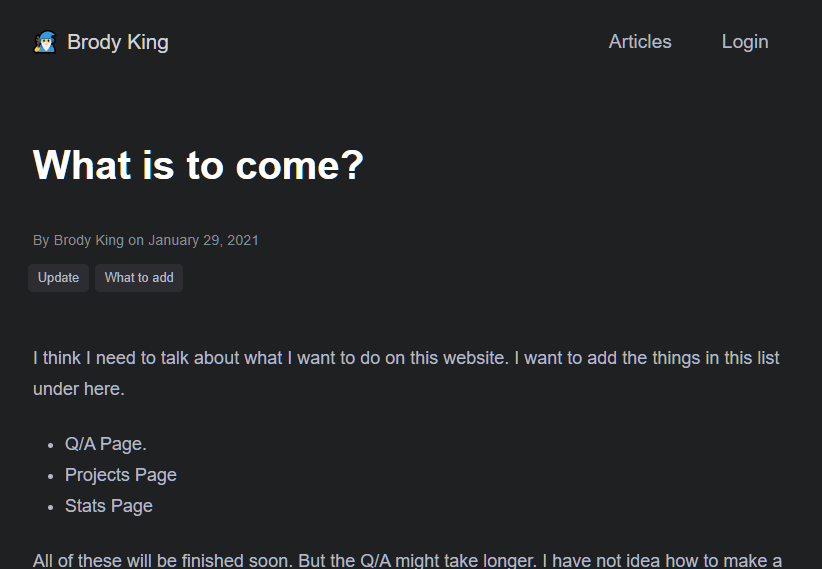 Brody King
Articles
Login
What is to come?
By Brody King on January 29, 2021
Update
What to add
I think I need to talk about what I want to do on this website. I want to add the things in this list
under here.
Q/A Page.
Projects Page
Stats Page
All of these will be finished soon. But the Q/A might take longer. I have not idea how to make a